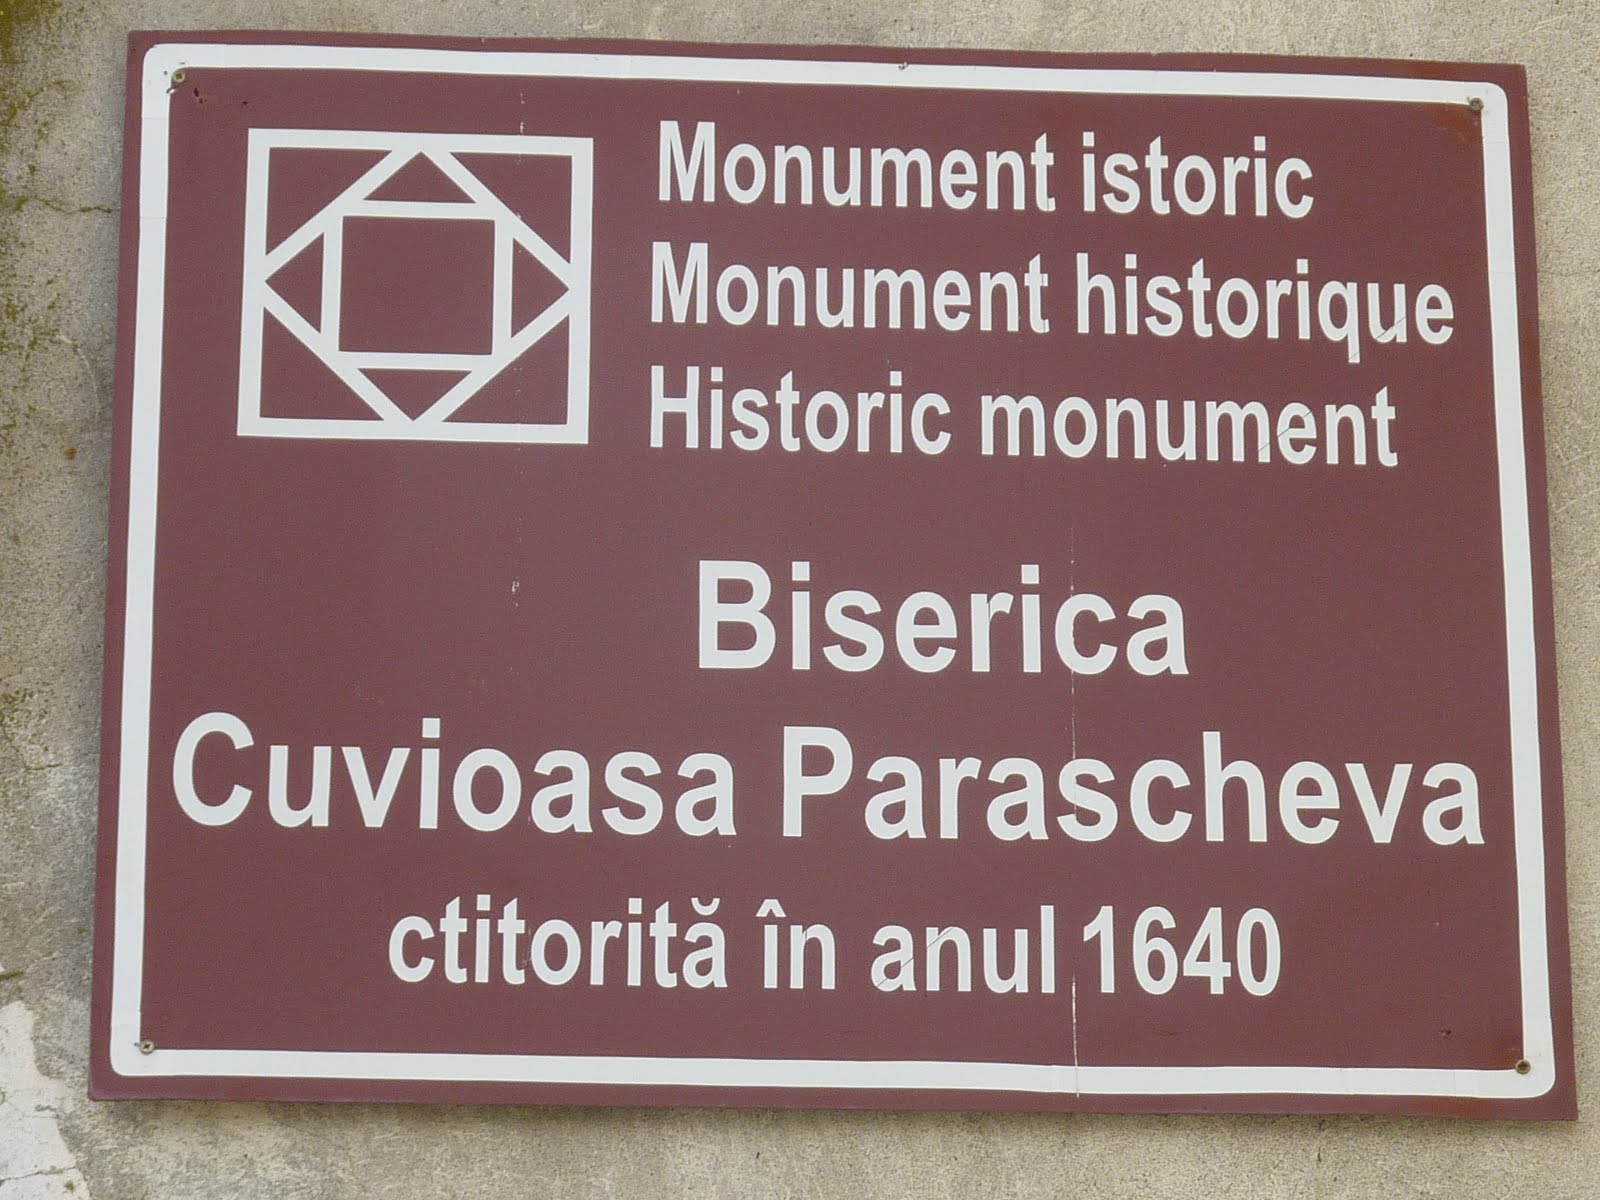 Monument istoric
Monument historique
Historic monument
Biserica
Cuvioasa Parascheva
ctitorită în anul 1640